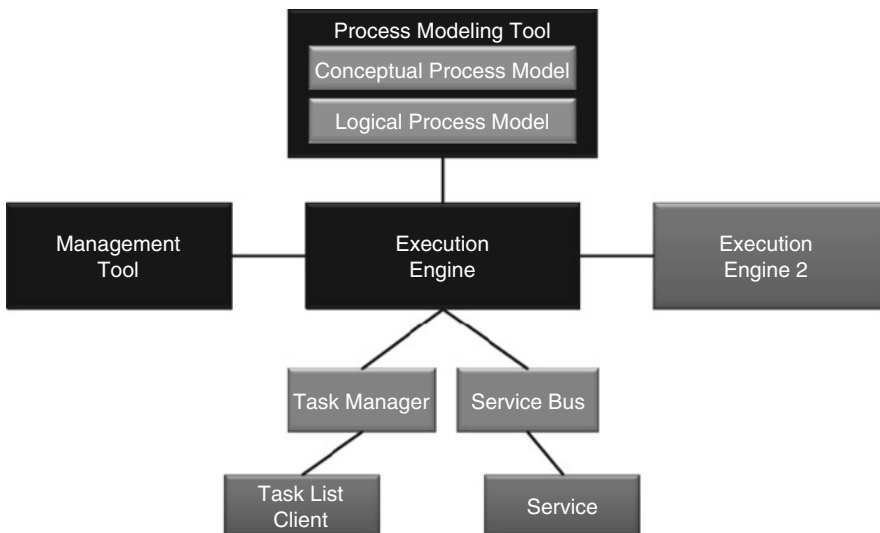 Process Modeling Tool
Conceptual Process Model
Logical Process Model
Management
Tool
Execution
Engine
Execution
Engine 2
Task Manager
Service Bus
Task List
Client
Service